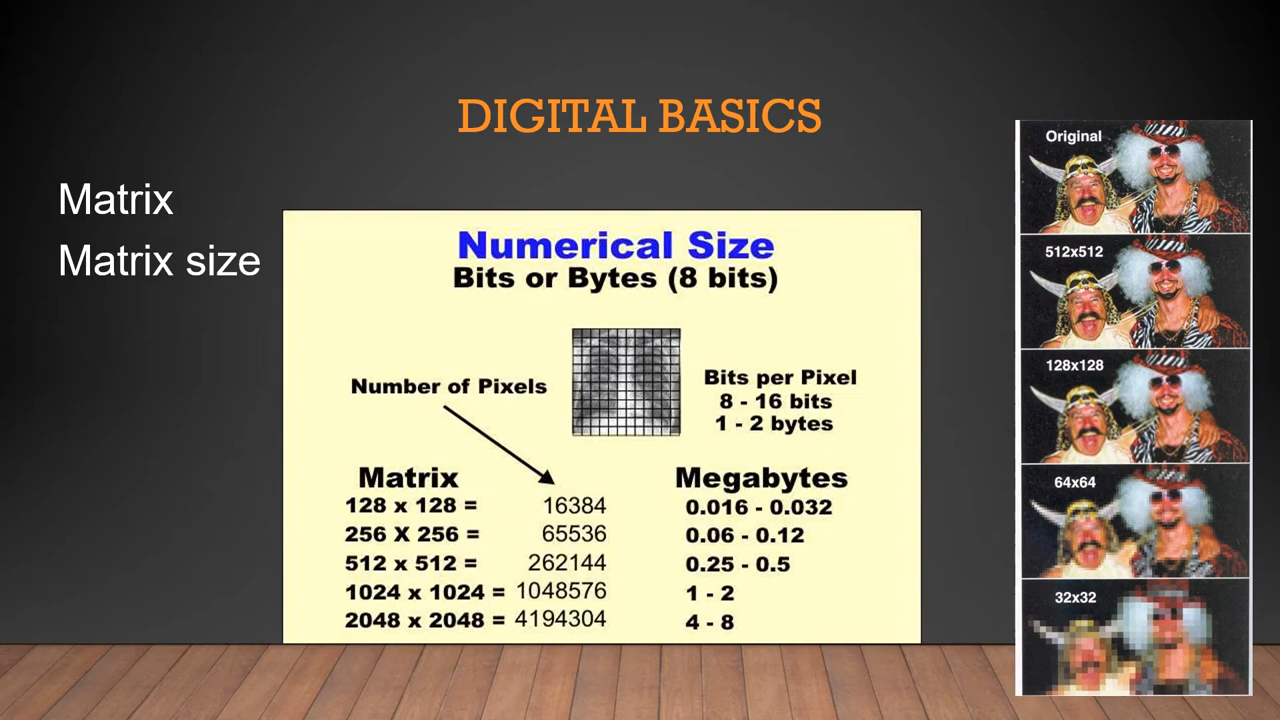 DIGITAL BASICS
Matrix
Matrix size
Numerical Size
Bits or Bytes (8 bits)
Number of Pixels
Bits per Pixel
8 - 16 bits
1 - 2 bytes
Matrix Megabytes
128 x 128 = 16384 0.016 - 0.032
256 X 256 = 65536 0.06 - 0.12
512 x 512 = 262144 0.25 - 0.5
1024 x 1024 = 1048576 1 - 2
2048 x 2048 = 4194304 4 - 8
Original
512x512
128x128
64x64
32x32